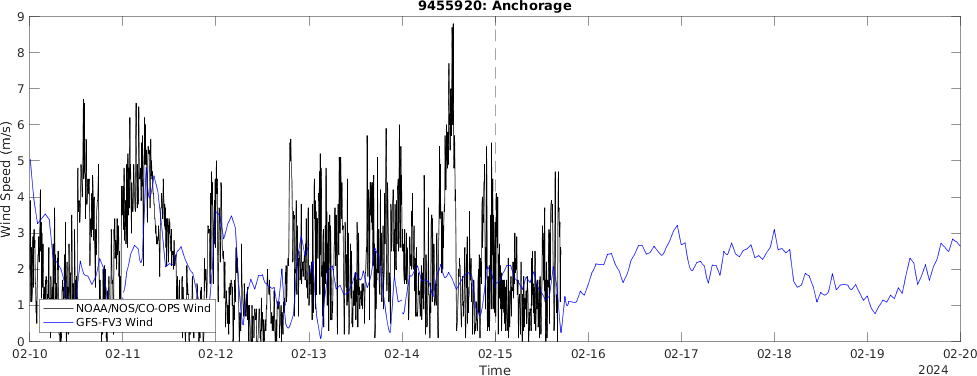 9455920: Anchorage
Wind Speed (m/s)
9
8
7
6
5
4
3
2
1
0
NOAA/NOS/CO-OPS Wind
GFS-FV3 Wind
02-10 02-11 02-12 02-13 02-14 02-15 02-16 02-17 02-18 02-19 02-20
Time
2024